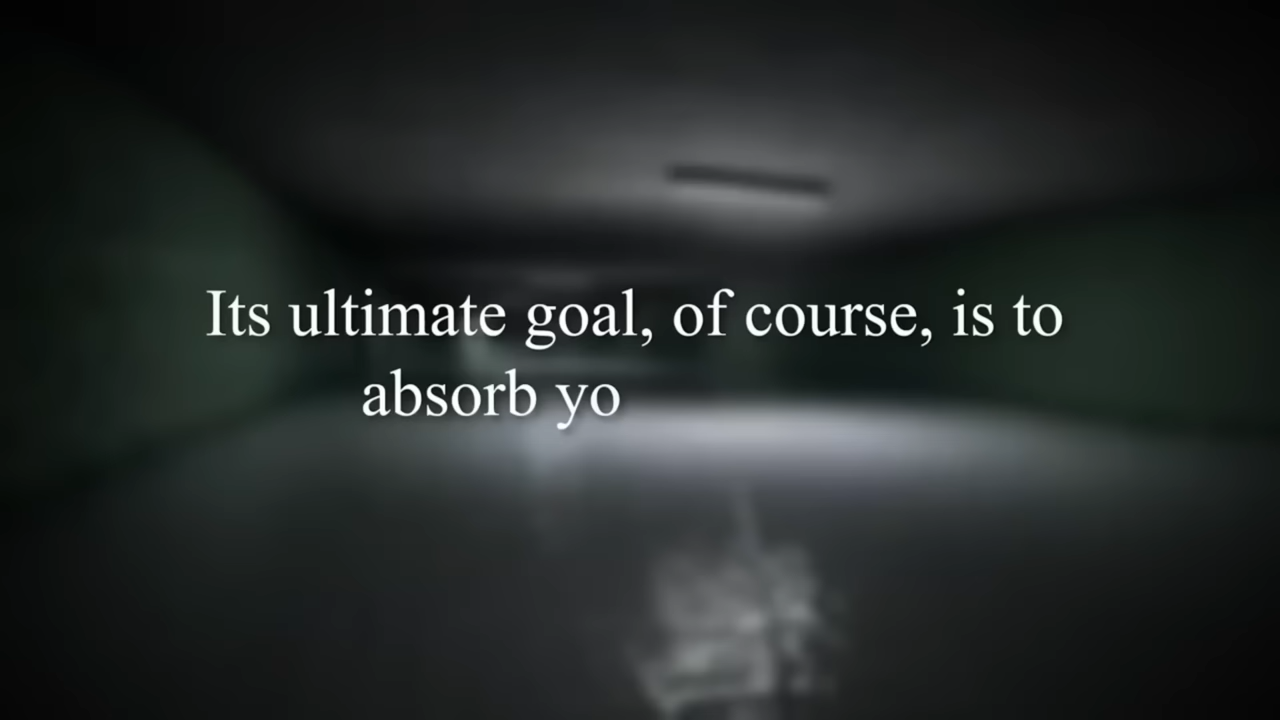 Its ultimate goal, of course, is to
absorb yo